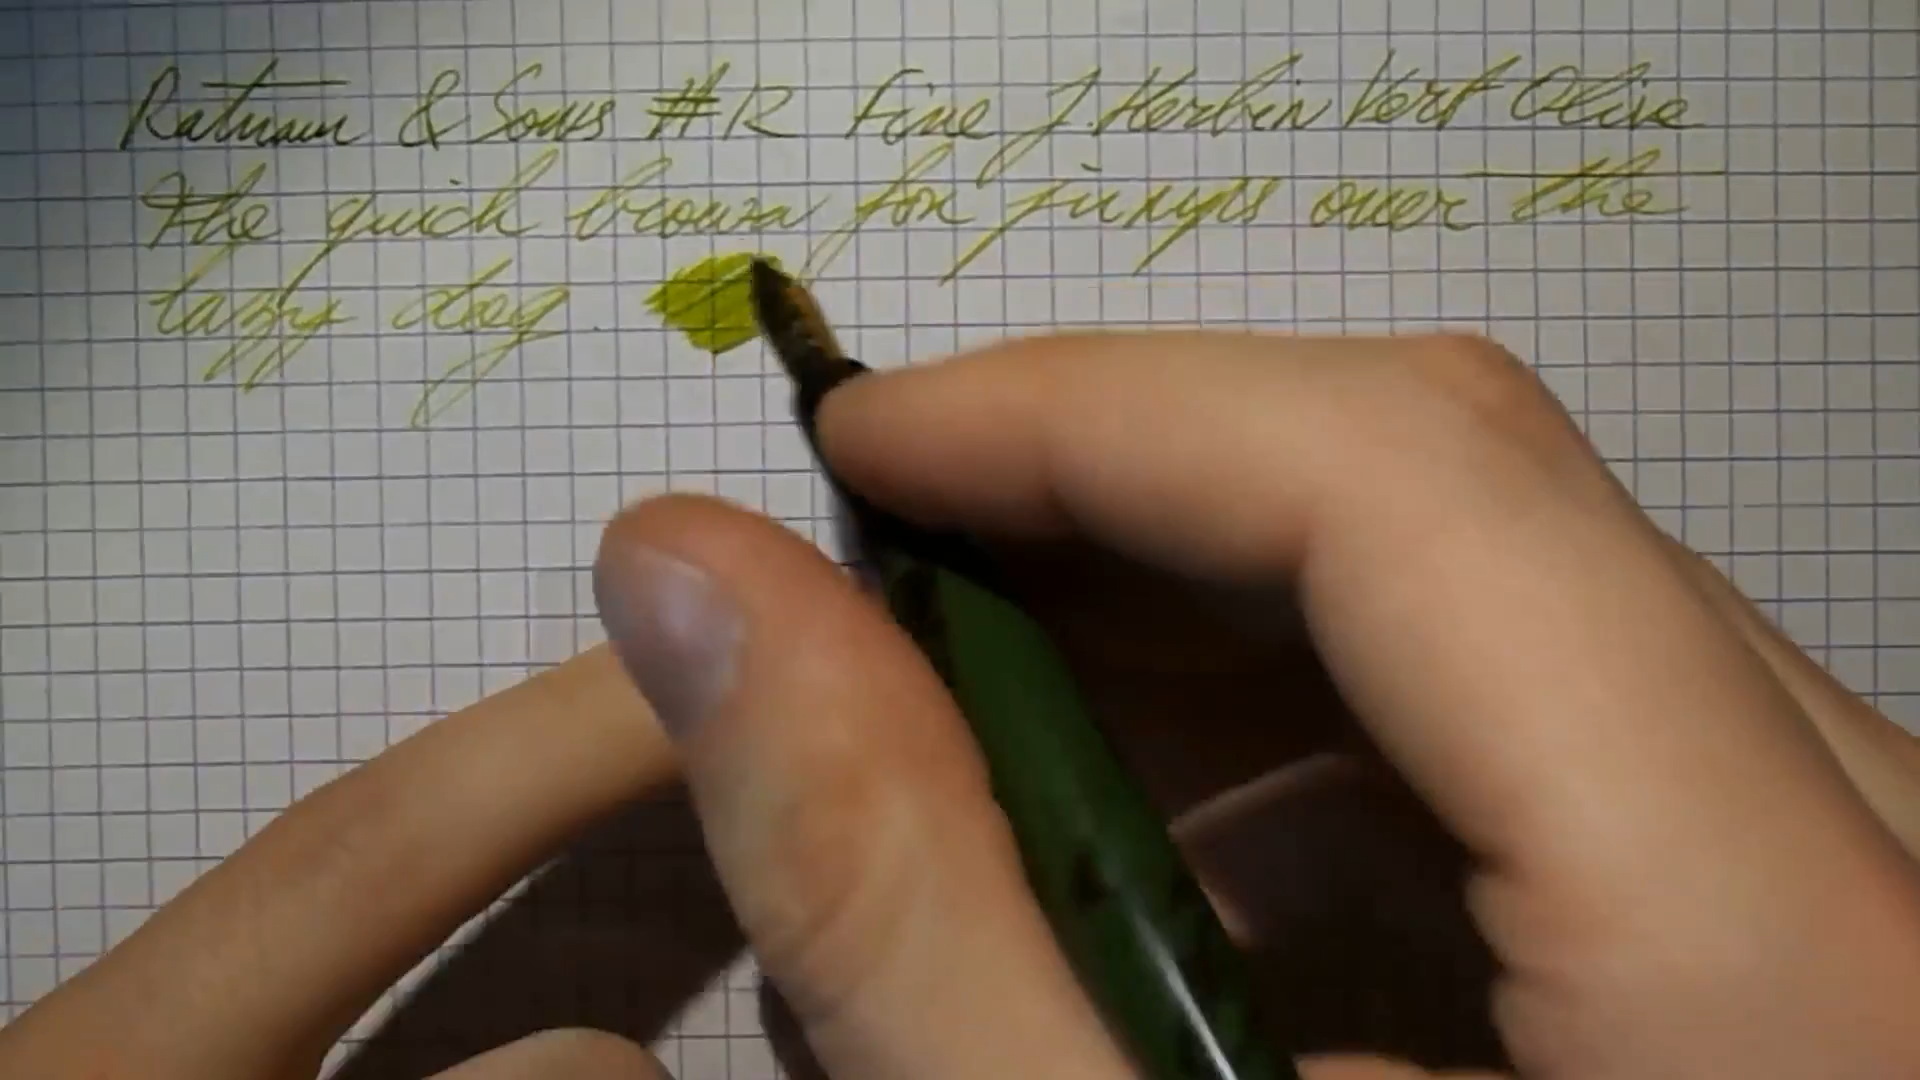 Ratnam & Sons #12 Fine J. Herbin Vert Olive
The quick brown fox jumps over the
lazy dog.